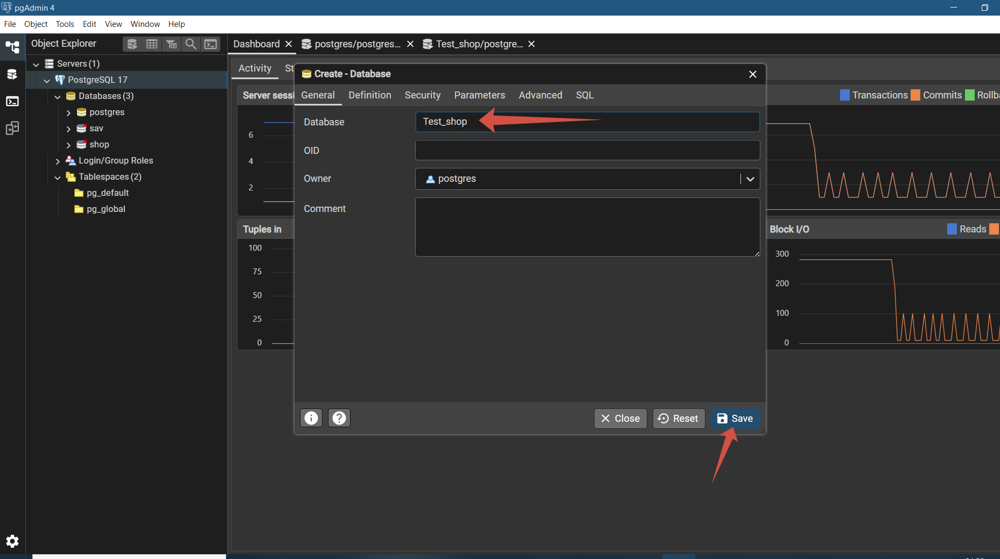 pgAdmin 4
File Object Tools Edit View Window Help
Object Explorer
Dashboard
postgres/postgres...
Test_shop/postgre...
Servers (1)
PostgreSQL 17
Databases (3)
postgres
sav
shop
Login/Group Roles
Tablespaces (2)
pg_default
pg_global
Activity St
Create - Database
General Definition Security Parameters Advanced SQL
Database Test_shop
OID
Owner postgres
Comment
Close Reset Save
Server sessi
6
4
2
Transactions Commits Rollba
Tuples in
100
75
50
25
0
Block I/O Reads
300
200
100
0